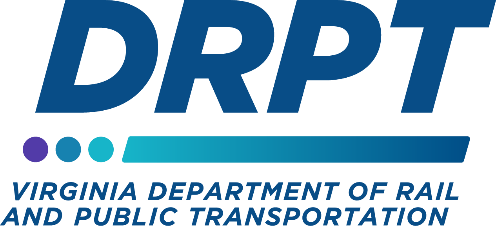 DRPT
VIRGINIA DEPARTMENT OF RAIL
AND PUBLIC TRANSPORTATION